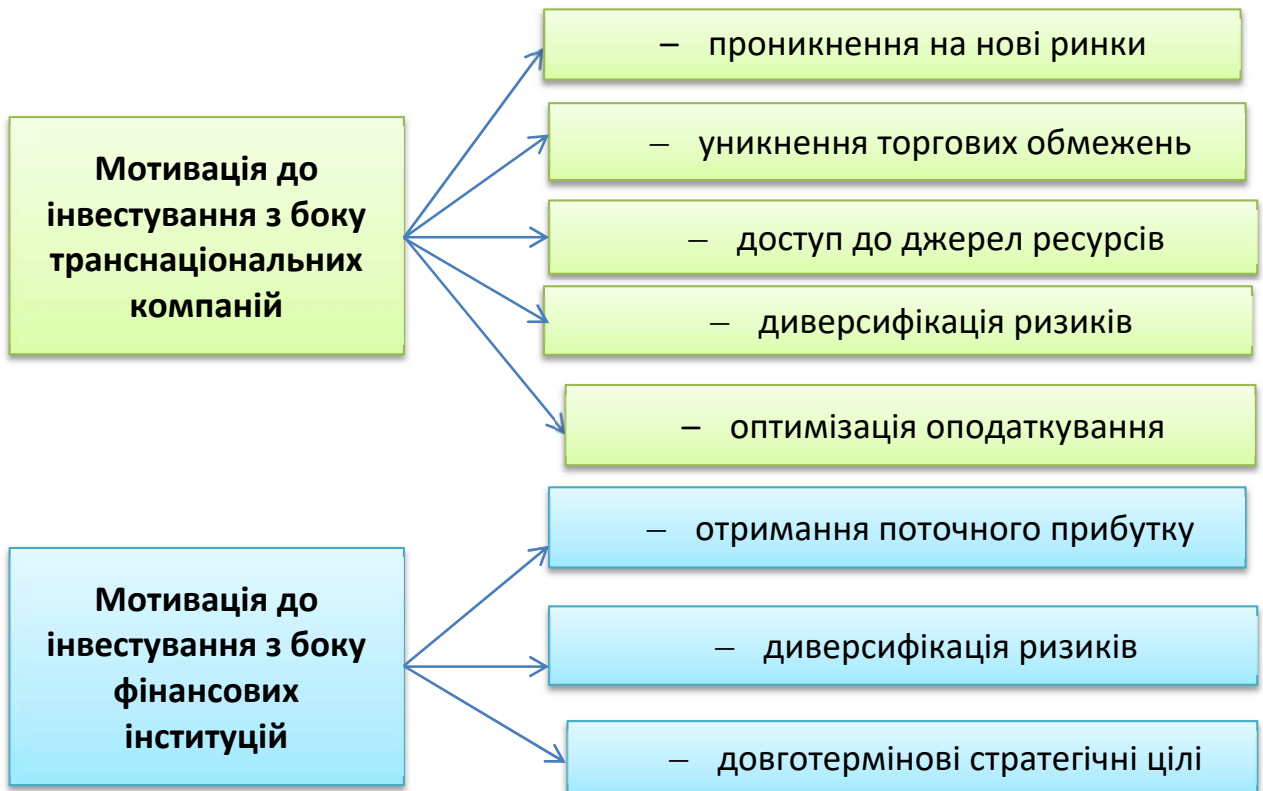 Мотивація до
інвестування з боку
транснаціональних
компаній
– проникнення на нові ринки
– уникнення торгових обмежень
– доступ до джерел ресурсів
– диверсифікація ризиків
– оптимізація оподаткування
Мотивація до
інвестування з боку
фінансових
інституцій
– отримання поточного прибутку
– диверсифікація ризиків
– довготермінові стратегічні цілі